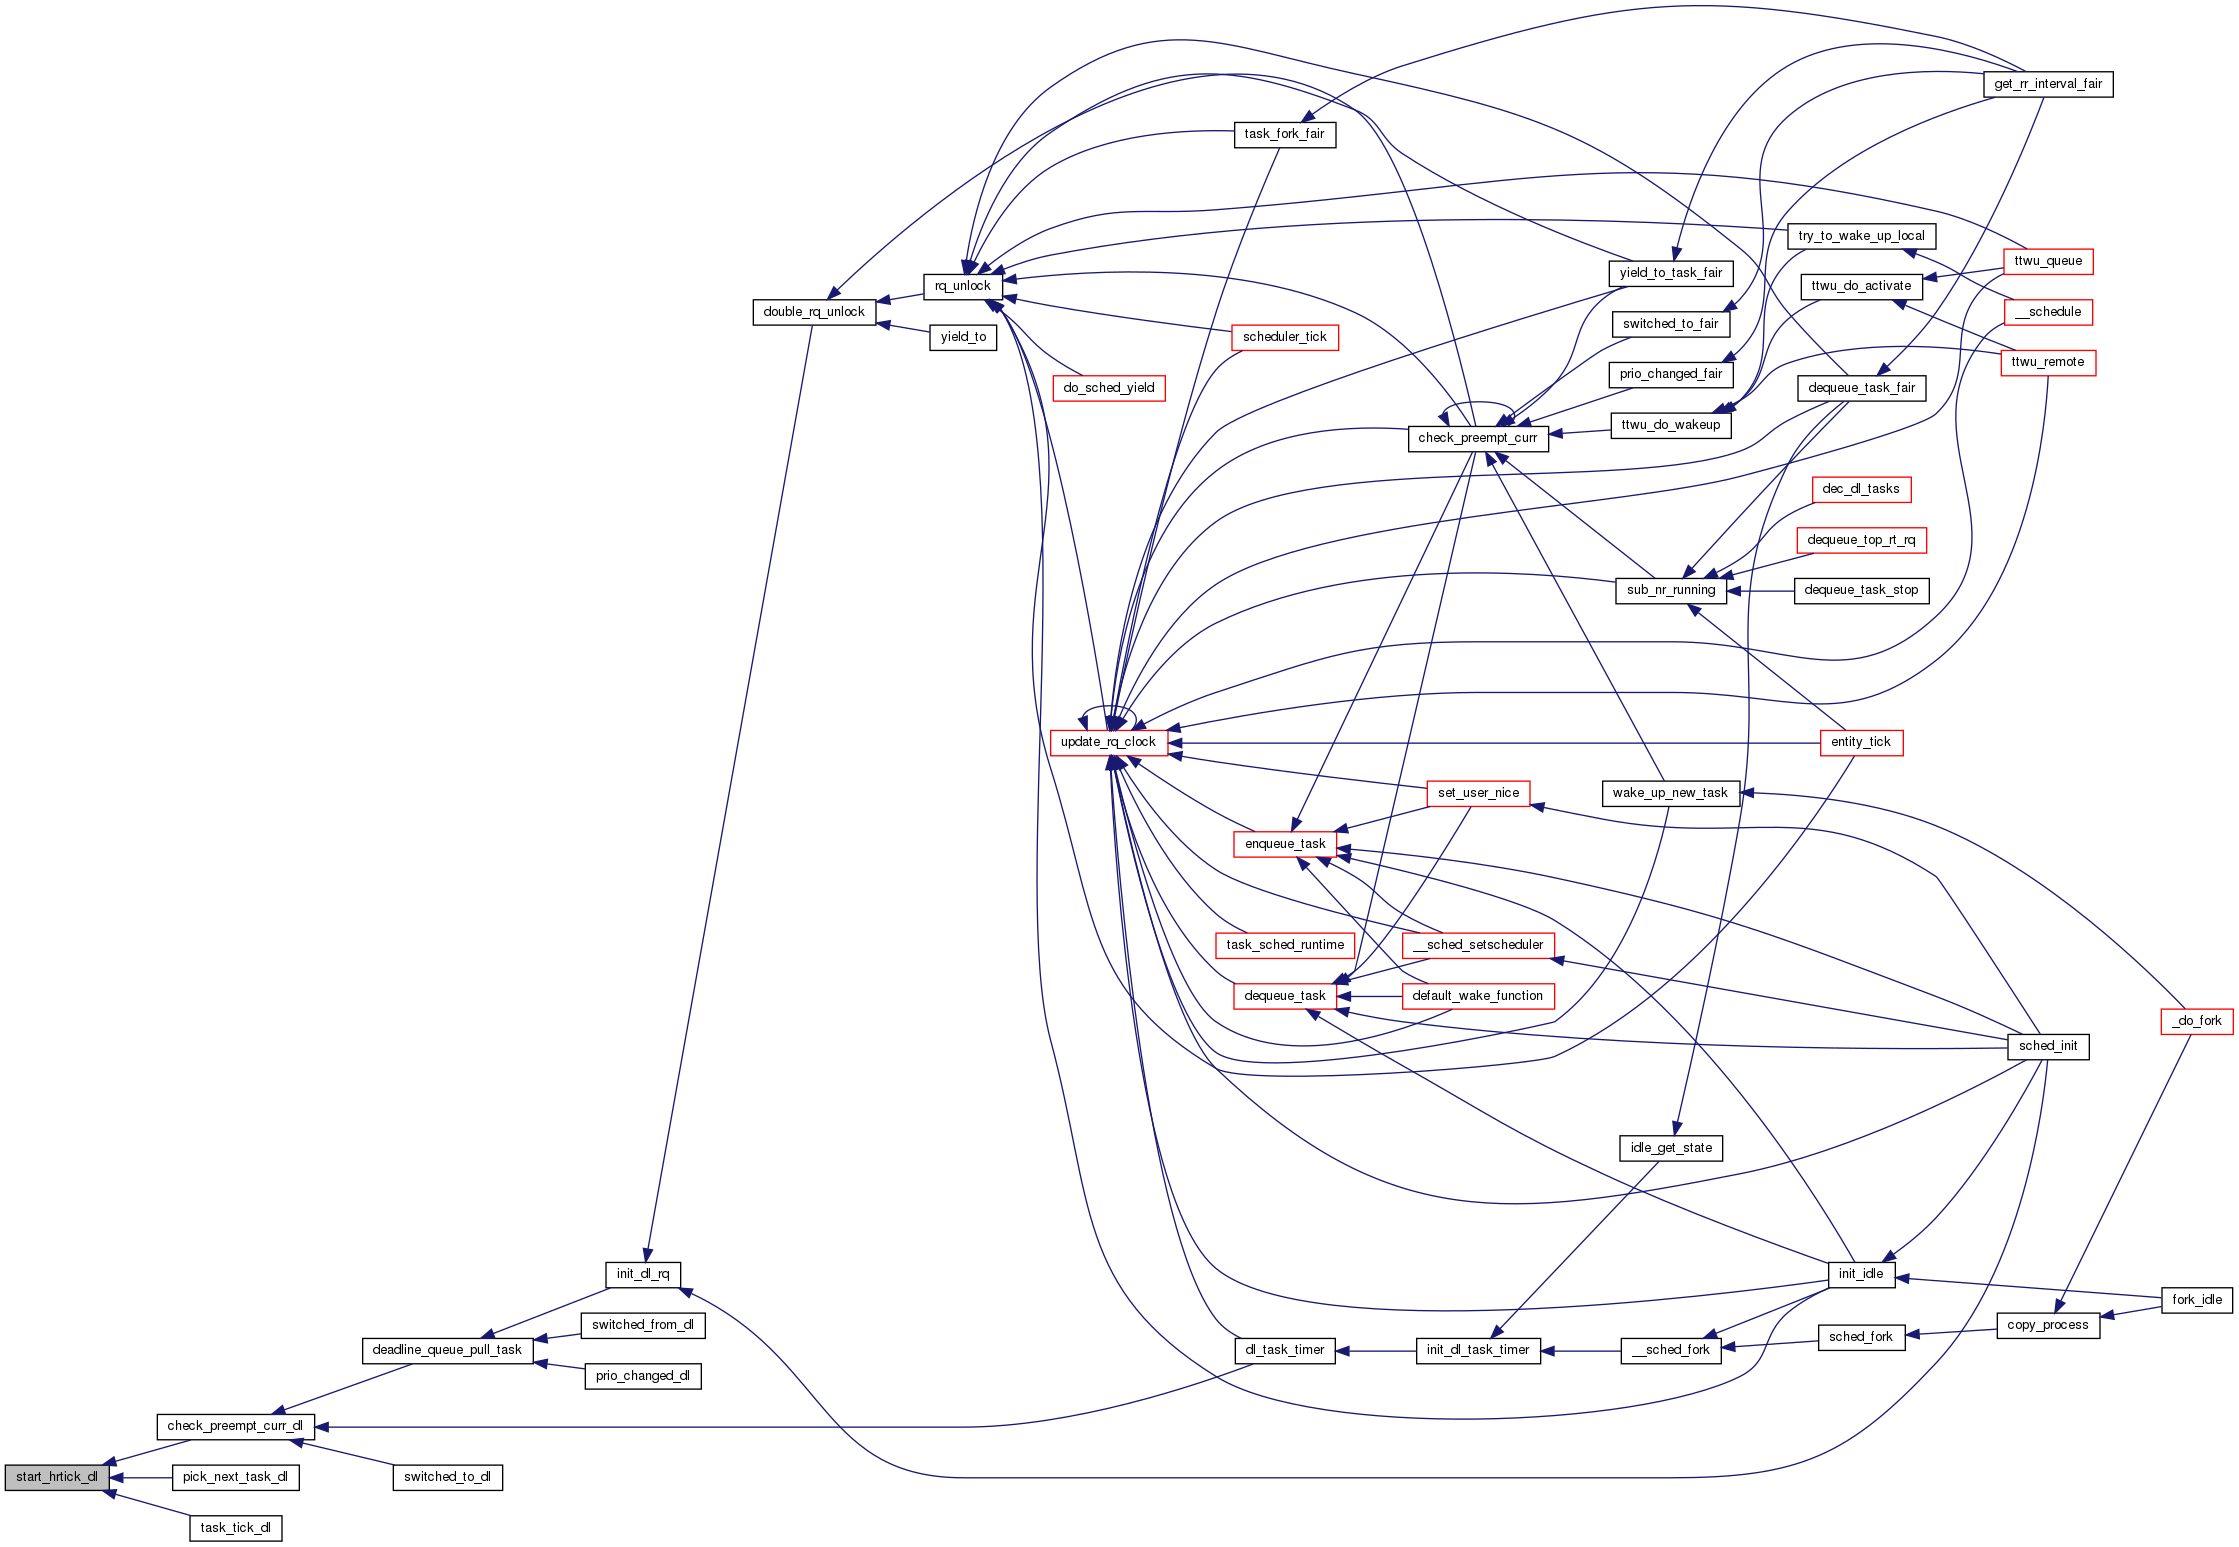 get_rr_interval_fair
task_fork_fair
try_to_wake_up_local
ttwu_queue
yield_to_task_fair
rq_unlock
ttwu_do_activate
double_rq_unlock
__schedule
switched_to_fair
yield_to
scheduler_tick
ttwu_remote
prio_changed_fair
do_sched_yield
dequeue_task_fair
ttwu_do_wakeup
check_preempt_curr
dec_dl_tasks
dequeue_top_rt_rq
sub_nr_running
dequeue_task_stop
update_rq_clock
entity_tick
set_user_nice
wake_up_new_task
enqueue_task
task_sched_runtime
__sched_setscheduler
dequeue_task
default_wake_function
_do_fork
sched_init
idle_get_state
init_dl_rq
init_idle
fork_idle
switched_from_dl
copy_process
sched_fork
deadline_queue_pull_task
dl_task_timer
init_dl_task_timer
__sched_fork
prio_changed_dl
check_preempt_curr_dl
start_hrtick_dl
pick_next_task_dl
switched_to_dl
task_tick_dl